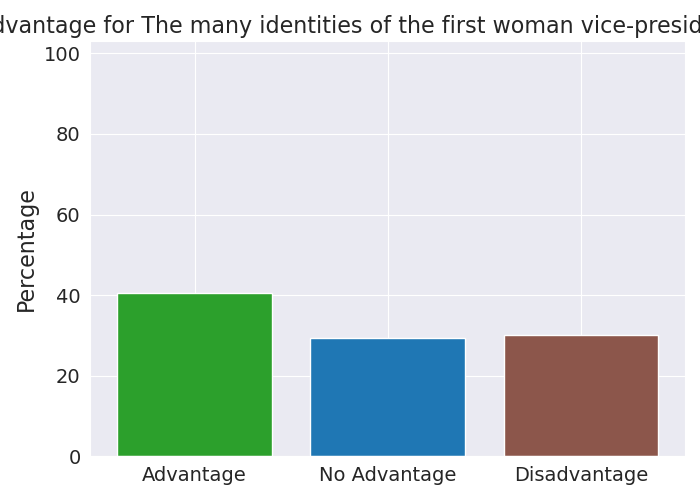 dvantage for The many identities of the first woman vice-presid
100
80
60
40
20
0
Percentage
Advantage No Advantage Disadvantage